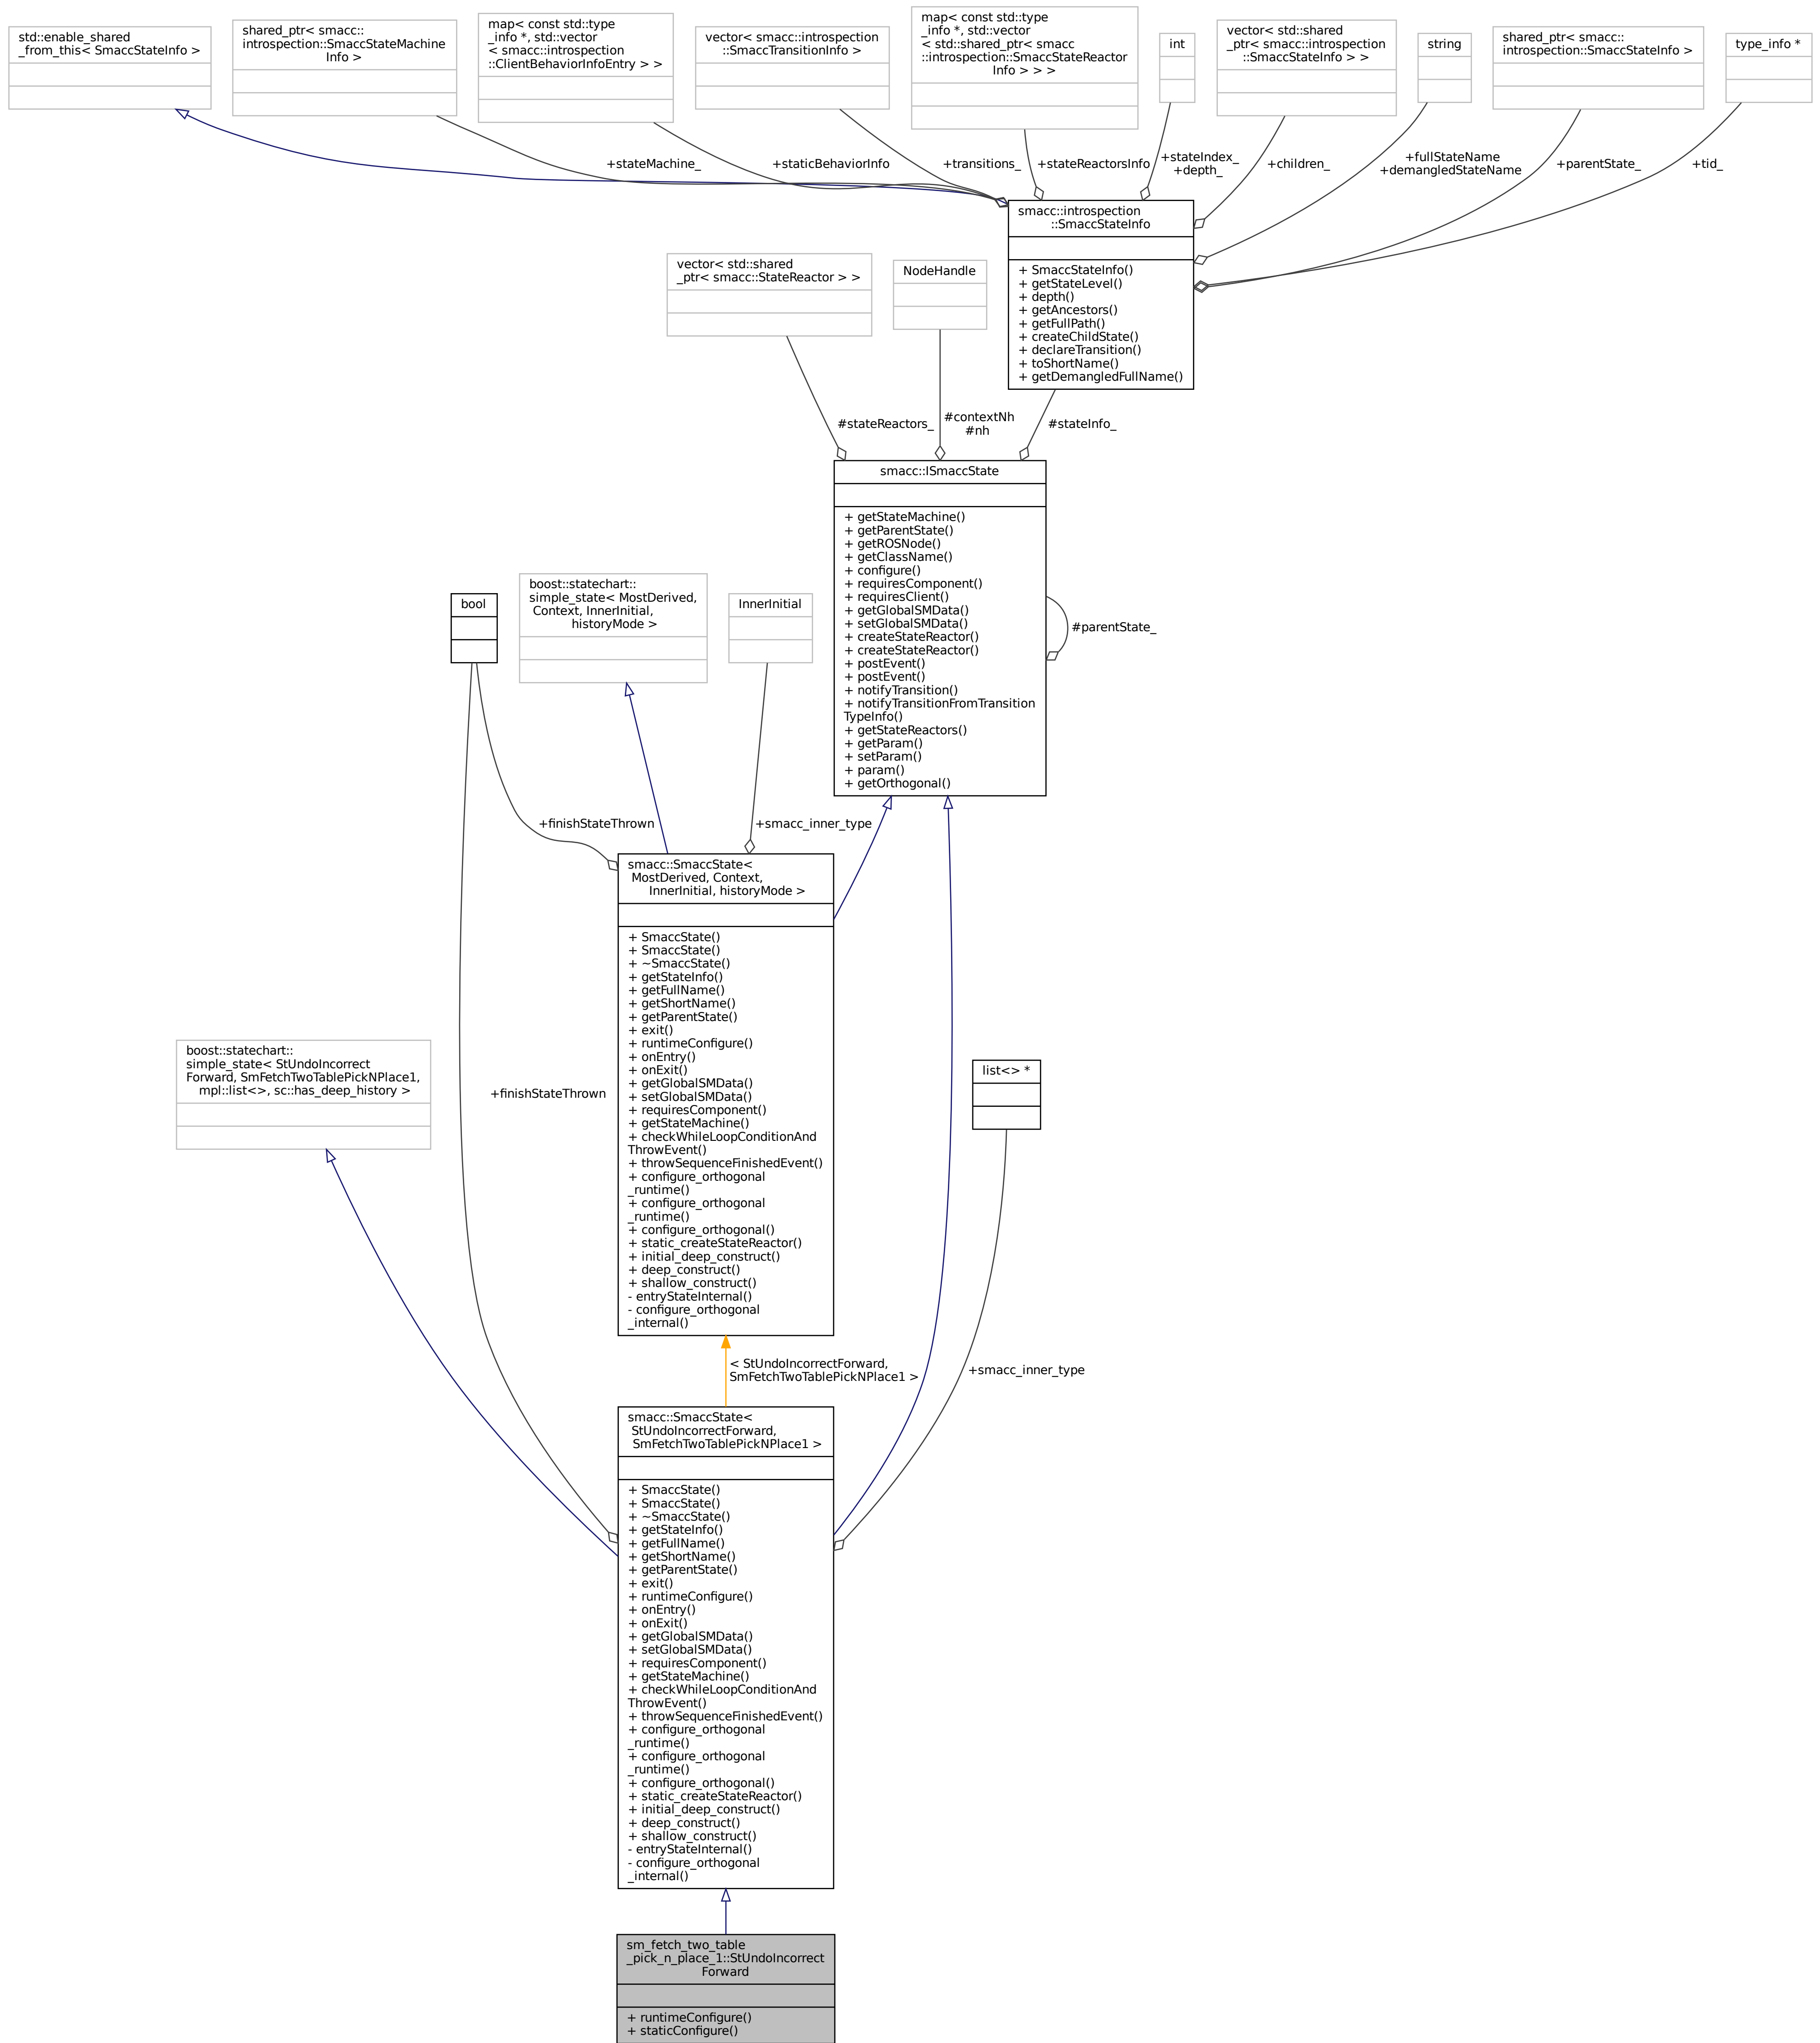 std::enable_shared
_from_this< SmaccStateInfo >
shared_ptr< smacc::
introspection::SmaccStateMachine
Info >
map< const std::type
_info *, std::vector
< smacc::introspection
::ClientBehaviorInfoEntry > >
vector< smacc::introspection
::SmaccTransitionInfo >
map< const std::type
_info *, std::vector
< std::shared_ptr< smacc
::introspection::SmaccStateReactor
Info > > >
int
vector< std::shared
_ptr< smacc::introspection
::SmaccStateInfo > >
string
shared_ptr< smacc::
introspection::SmaccStateInfo >
type_info *
+stateMachine_
+staticBehaviorInfo
+transitions_
+stateReactorsInfo
+stateIndex_
+depth_
+children_
+fullStateName
+demangledStateName
+parentState_
+tid_
smacc::introspection
::SmaccStateInfo
+ SmaccStateInfo()
+ getStateLevel()
+ depth()
+ getAncestors()
+ getFullPath()
+ createChildState()
+ declareTransition()
+ toShortName()
+ getDemangledFullName()
vector< std::shared
_ptr< smacc::StateReactor > >
NodeHandle
#stateReactors_
#contextNh
#nh
#stateInfo_
smacc::ISmaccState
+ getStateMachine()
+ getParentState()
+ getROSNode()
+ getClassName()
+ configure()
+ requiresComponent()
+ requiresClient()
+ getGlobalSMData()
+ setGlobalSMData()
+ createStateReactor()
+ createStateReactor()
+ postEvent()
+ postEvent()
+ notifyTransition()
+ notifyTransitionFromTransition
TypeInfo()
+ getStateReactors()
+ getParam()
+ setParam()
+ param()
+ getOrthogonal()
#parentState_
bool
boost::statechart::
simple_state< MostDerived,
Context, InnerInitial,
historyMode >
InnerInitial
+finishStateThrown
+smacc_inner_type
smacc::SmaccState<
MostDerived, Context,
InnerInitial, historyMode >
+ SmaccState()
+ SmaccState()
+ ~SmaccState()
+ getStateInfo()
+ getFullName()
+ getShortName()
+ getParentState()
+ exit()
+ runtimeConfigure()
+ onEntry()
+ onExit()
+ getGlobalSMData()
+ setGlobalSMData()
+ requiresComponent()
+ getStateMachine()
+ checkWhileLoopConditionAnd
ThrowEvent()
+ throwSequenceFinishedEvent()
+ configure_orthogonal
_runtime()
+ configure_orthogonal
_runtime()
+ configure_orthogonal()
+ static_createStateReactor()
+ initial_deep_construct()
+ deep_construct()
+ shallow_construct()
- entryStateInternal()
- configure_orthogonal
_internal()
boost::statechart::
simple_state< StUndoIncorrect
Forward, SmFetchTwoTablePickNPlace1,
mpl::list<>, sc::has_deep_history >
+finishStateThrown
list<> *
< StUndoIncorrectForward,
SmFetchTwoTablePickNPlace1 >
+smacc_inner_type
smacc::SmaccState<
StUndoIncorrectForward,
SmFetchTwoTablePickNPlace1 >
+ SmaccState()
+ SmaccState()
+ ~SmaccState()
+ getStateInfo()
+ getFullName()
+ getShortName()
+ getParentState()
+ exit()
+ runtimeConfigure()
+ onEntry()
+ onExit()
+ getGlobalSMData()
+ setGlobalSMData()
+ requiresComponent()
+ getStateMachine()
+ checkWhileLoopConditionAnd
ThrowEvent()
+ throwSequenceFinishedEvent()
+ configure_orthogonal
_runtime()
+ configure_orthogonal
_runtime()
+ configure_orthogonal()
+ static_createStateReactor()
+ initial_deep_construct()
+ deep_construct()
+ shallow_construct()
- entryStateInternal()
- configure_orthogonal
_internal()
sm_fetch_two_table
_pick_n_place_1::StUndoIncorrect
Forward
+ runtimeConfigure()
+ staticConfigure()